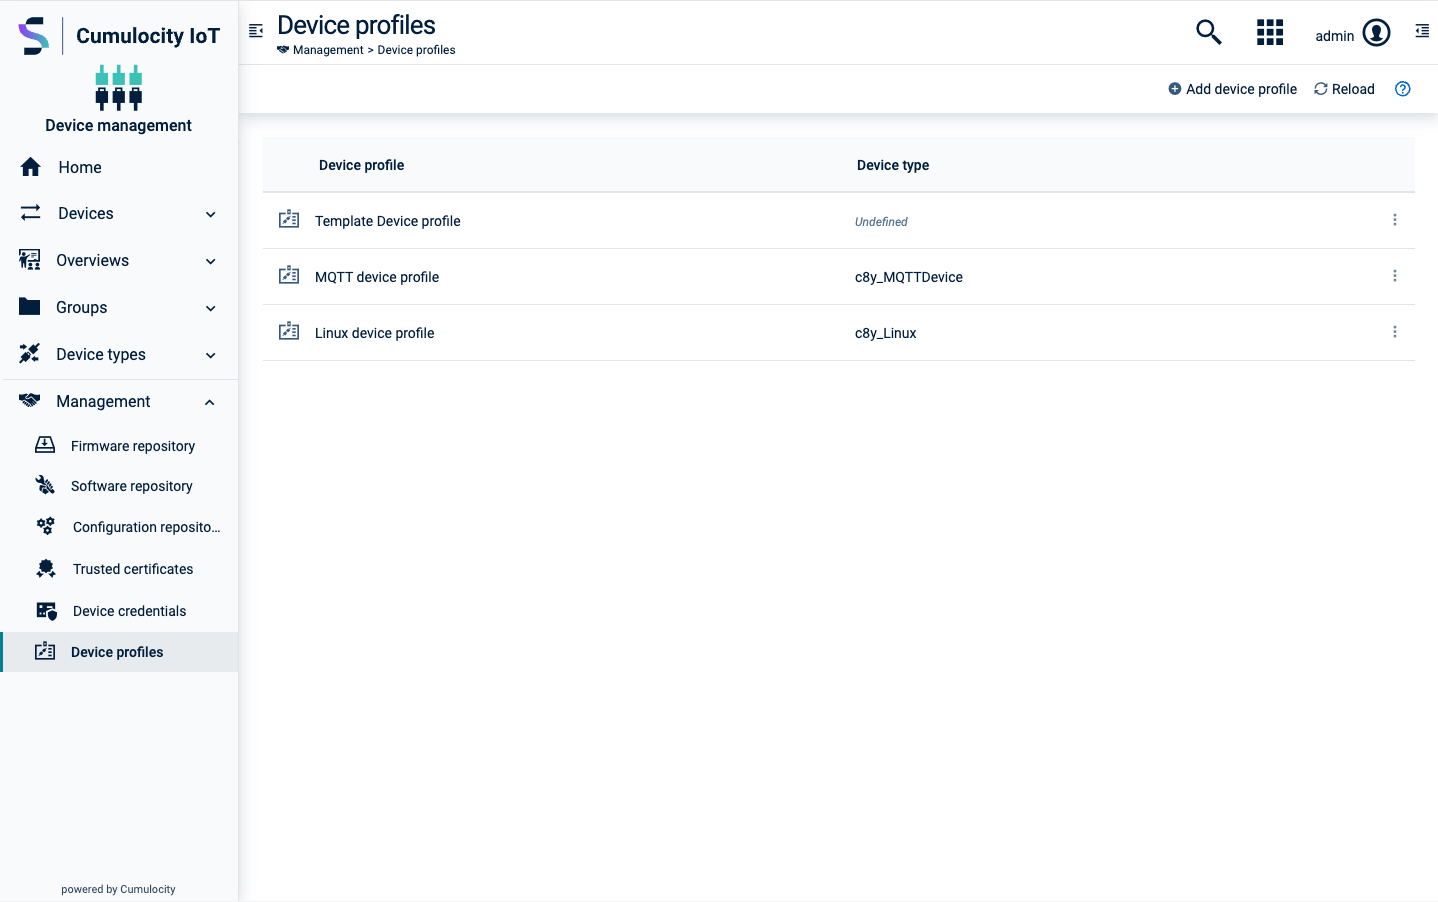 Cumulocity IoT
Device management
Home
Devices
Overviews
Groups
Device types
Management
Firmware repository
Software repository
Configuration reposito...
Trusted certificates
Device credentials
Device profiles
powered by Cumulocity
Device profiles
Management > Device profiles
admin
Add device profile Reload
Device profile Device type
Template Device profile Undefined
MQTT device profile c8y_MQTTDevice
Linux device profile c8y_Linux